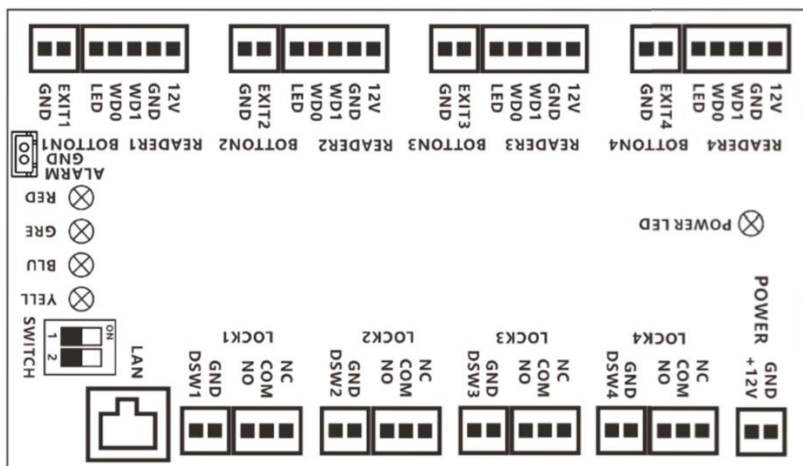 GND EXIT1 LED WD0 WD1 GND 12V
GND EXIT2 LED WD0 WD1 GND 12V
GND EXIT3 LED WD0 WD1 GND 12V
GND EXIT4 LED WD0 WD1 GND 12V
BOTTON1 READER1
BOTTON2 READER2
BOTTON3 READER3
BOTTON4 READER4
GND
ALARM
RED
GRE
BLU
YELL
POWER LED
SWITCH
1
2
ON
LAN
LOCK1
LOCK2
LOCK3
LOCK4
POWER
DSW1 GND NO COM NC
DSW2 GND NO COM NC
DSW3 GND NO COM NC
DSW4 GND NO COM NC
+12V GND